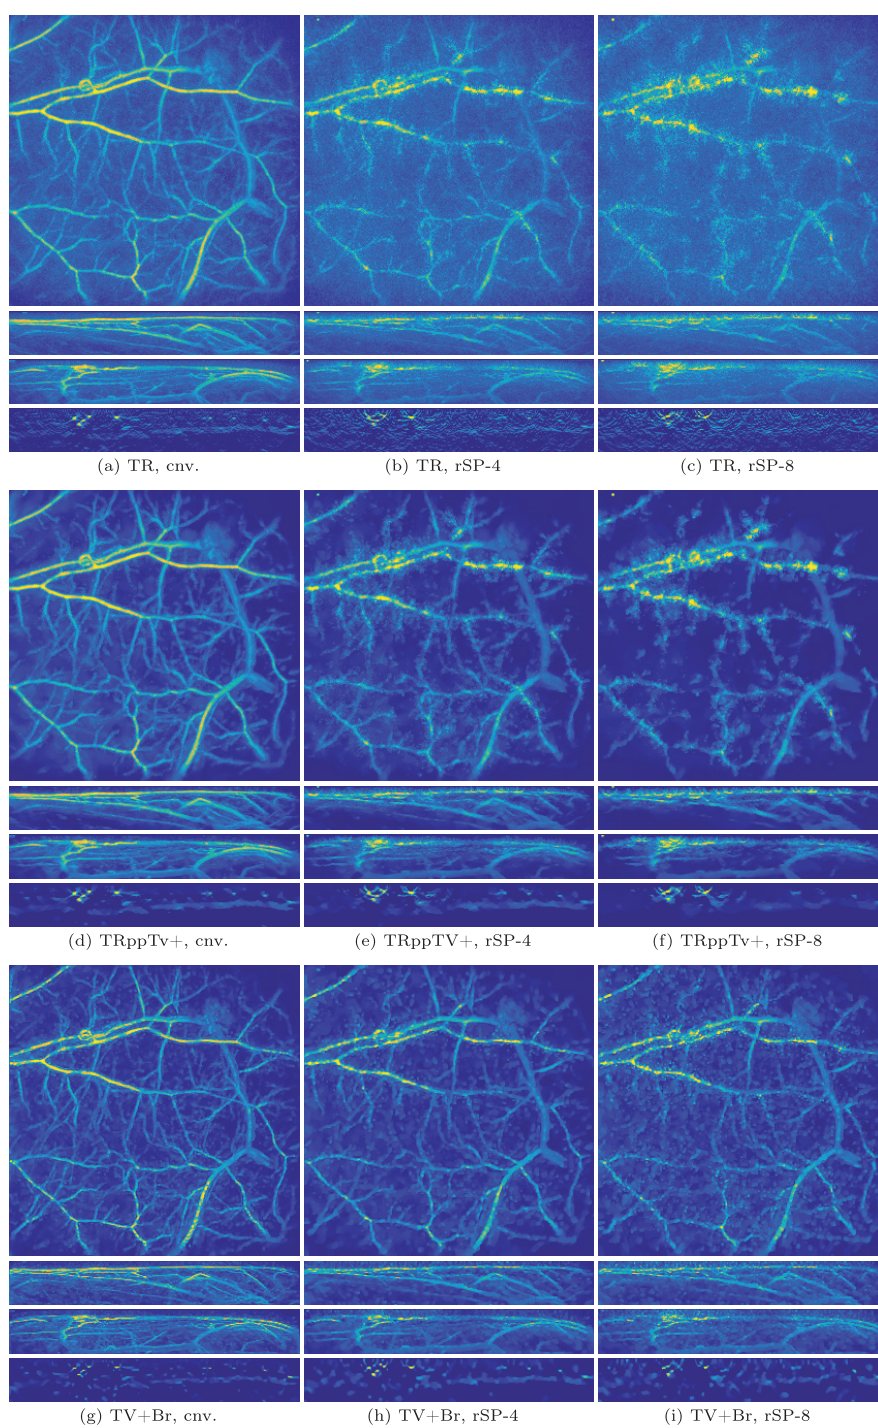 (a) TR, cnv.
(b) TR, rSP-4
(c) TR, rSP-8
(d) TRppTv+, cnv.
(e) TRppTV+, rSP-4
(f) TRppTv+, rSP-8
(g) TV+Br, cnv.
(h) TV+Br, rSP-4
(i) TV+Br, rSP-8